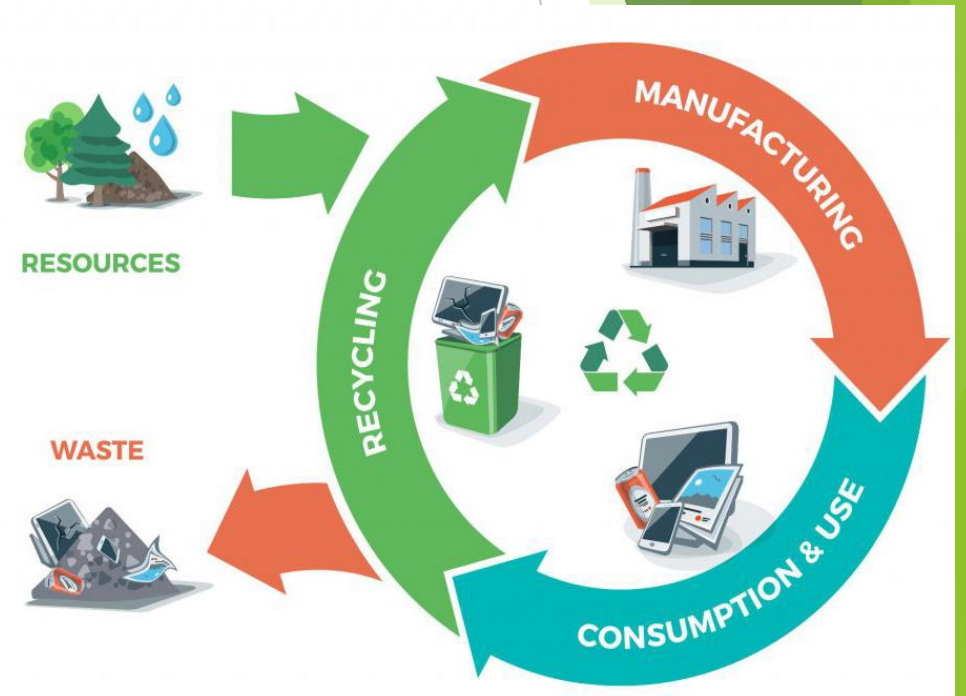 MANUFACTURING
RESOURCES
RECYCLING
WASTE
CONSUMPTION & USE